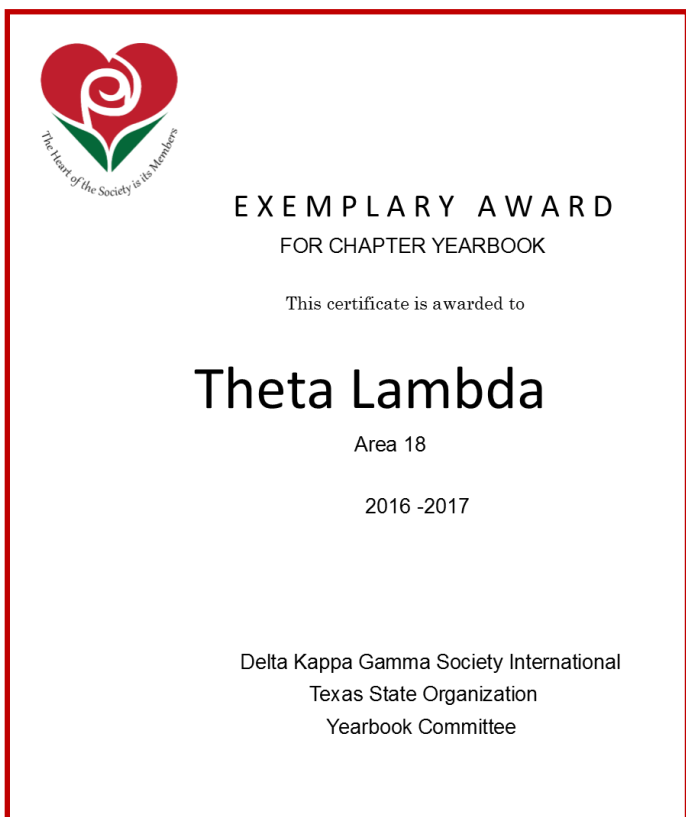 The Heart of the Society is its Members
EXEMPLARY AWARD
FOR CHAPTER YEARBOOK
This certificate is awarded to
Theta Lambda
Area 18
2016 -2017
Delta Kappa Gamma Society International
Texas State Organization
Yearbook Committee